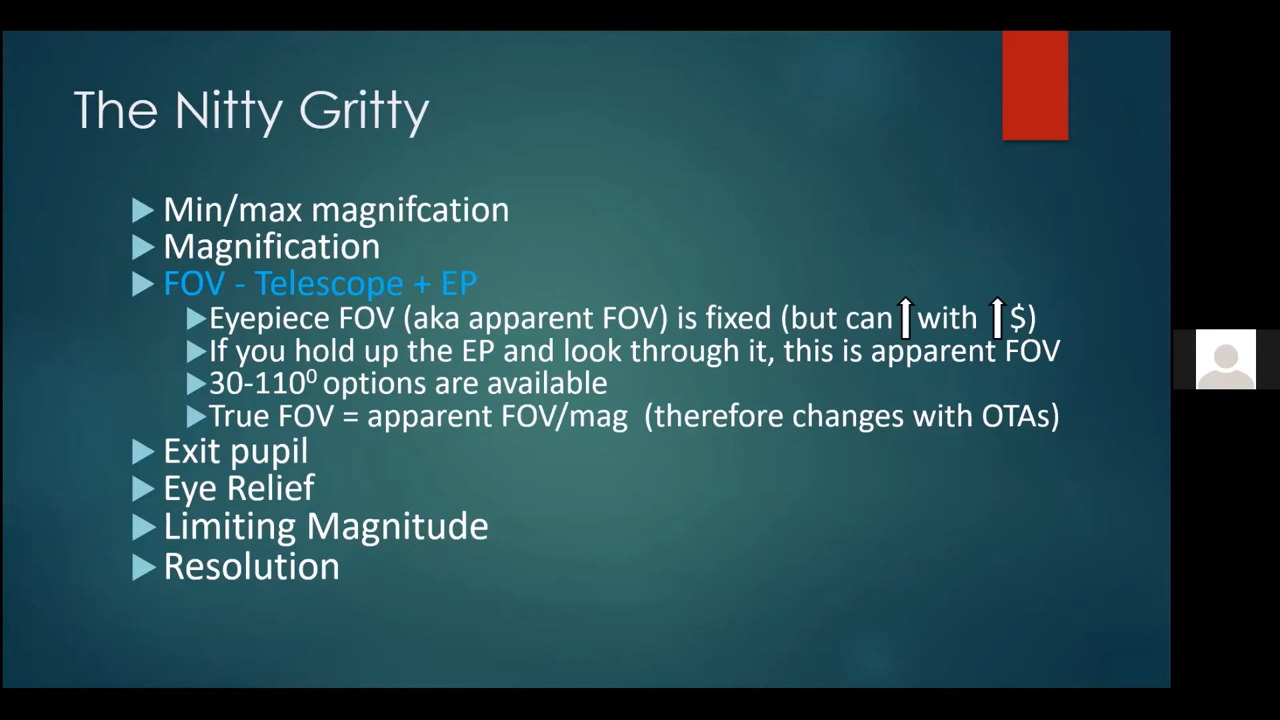 The Nitty Gritty
Min/max magnifcation
Magnification
FOV - Telescope + EP
Eyepiece FOV (aka apparent FOV) is fixed (but can ⇧ with ⇧ $)
If you hold up the EP and look through it, this is apparent FOV
30-110⁰ options are available
True FOV = apparent FOV/mag (therefore changes with OTAs)
Exit pupil
Eye Relief
Limiting Magnitude
Resolution